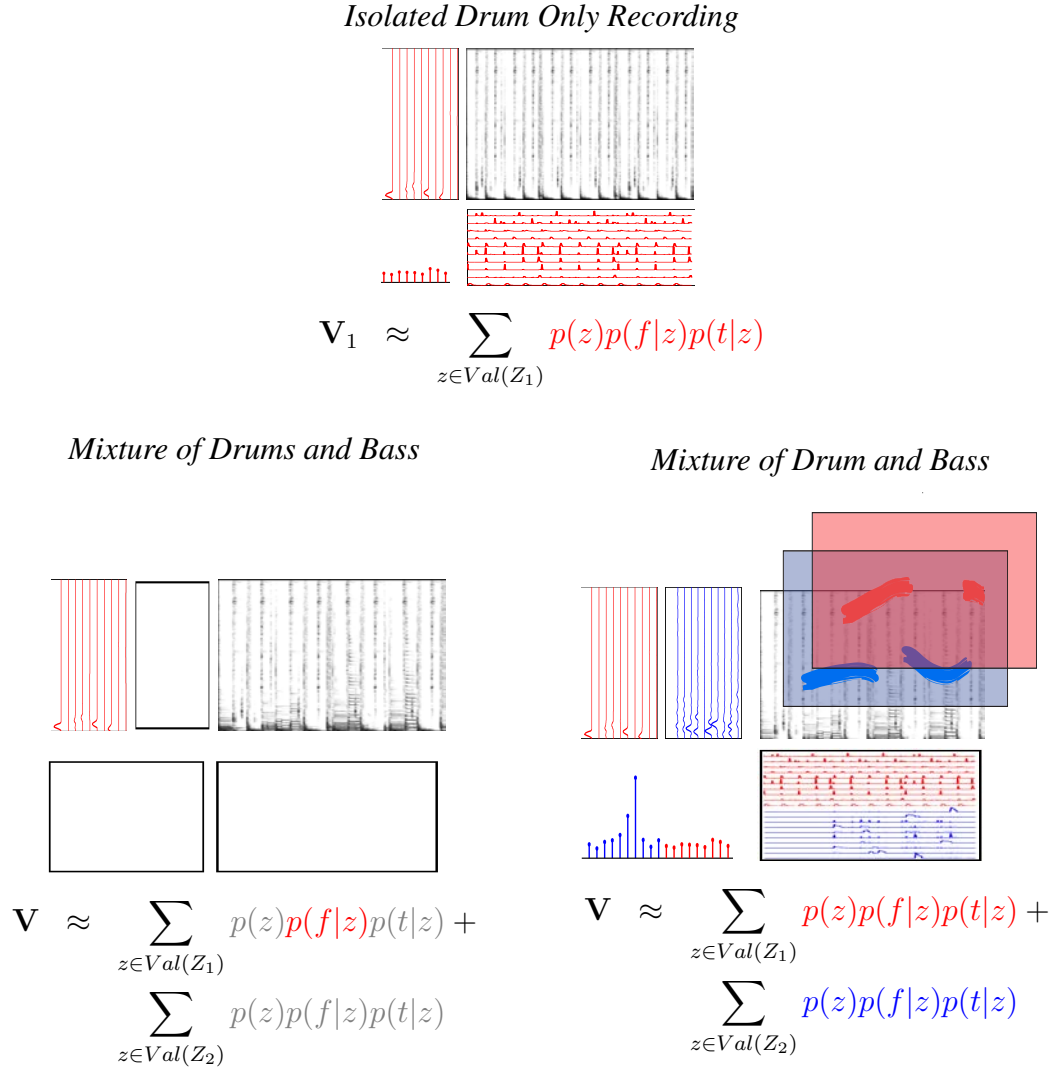 Isolated Drum Only Recording
V₁ ≈ ∑ p(z)p(f|z)p(t|z)
z∈Val(Z₁)
Mixture of Drums and Bass
V ≈ ∑ p(z)p(f|z)p(t|z) +
z∈Val(Z₁)
∑ p(z)p(f|z)p(t|z)
z∈Val(Z₂)
Mixture of Drum and Bass
V ≈ ∑ p(z)p(f|z)p(t|z) +
z∈Val(Z₁)
∑ p(z)p(f|z)p(t|z)
z∈Val(Z₂)